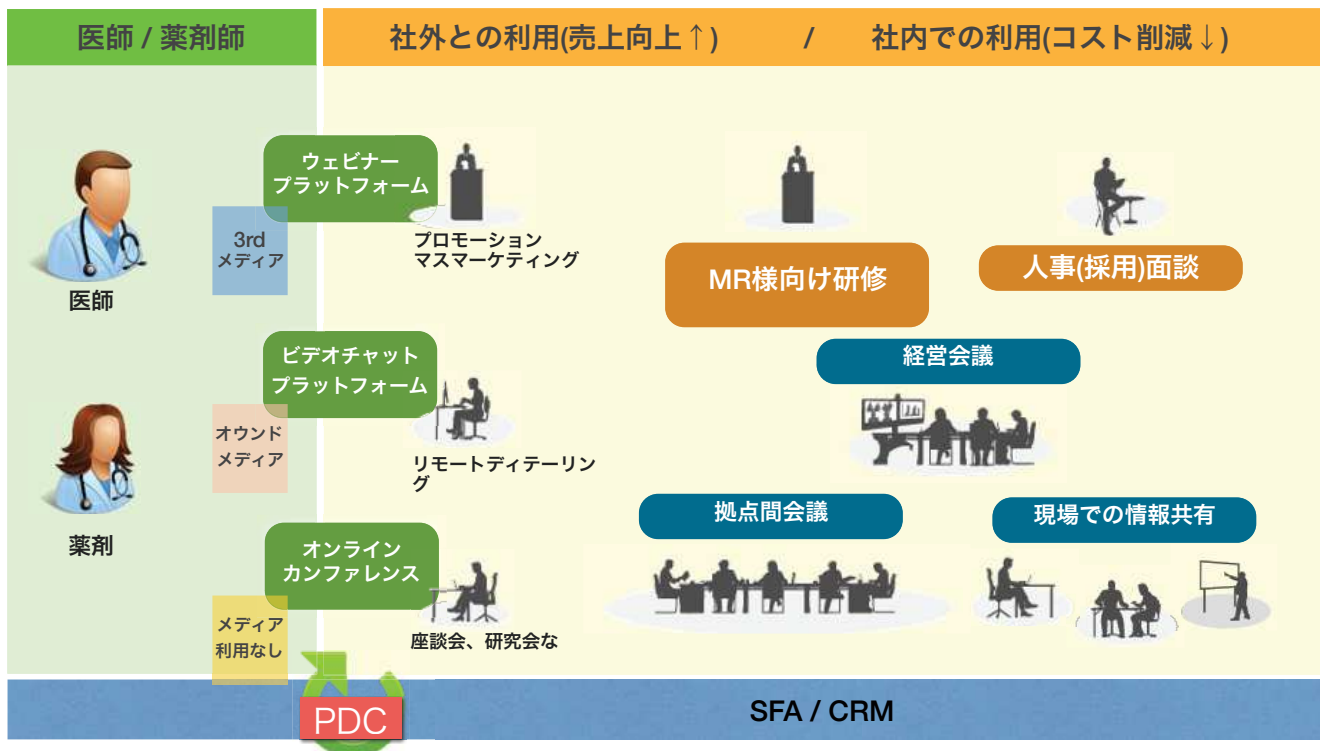 医師 / 薬剤師
社外との利用(売上向上↑) / 社内での利用(コスト削減↓)
ウェビナー
プラットフォーム
3rd
メディア
医師
プロモーション
マスマーケティング
MR様向け研修
人事(採用)面談
ビデオチャット
プラットフォーム
経営会議
オウンド
メディア
リモートディテーリン
グ
薬剤
拠点間会議
現場での情報共有
オンライン
カンファレンス
メディア
利用なし
座談会、研究会な
PDC
SFA / CRM